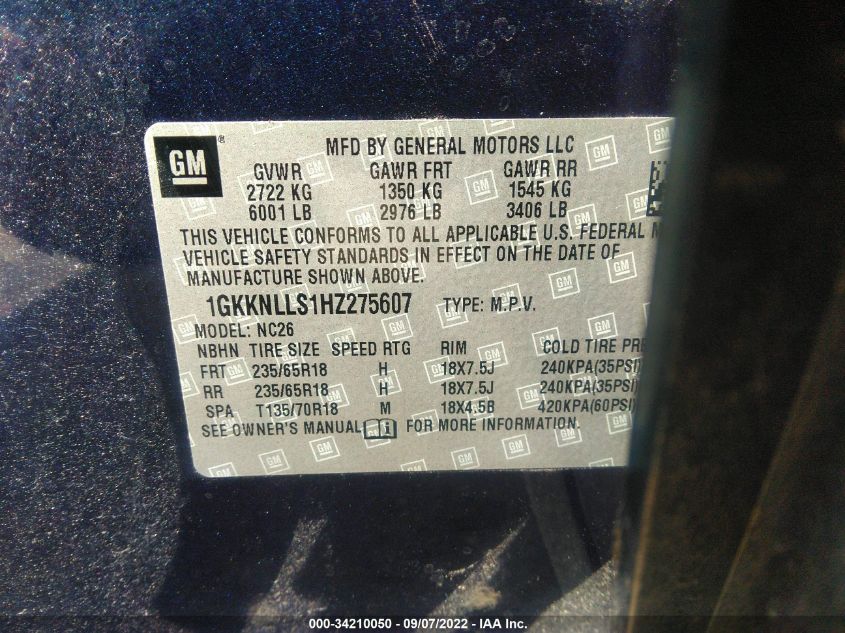 GM
MFD BY GENERAL MOTORS LLC
GVWR GAWR FRT GAWR RR
2722 KG 1350 KG 1545 KG
6001 LB 2976 LB 3406 LB
THIS VEHICLE CONFORMS TO ALL APPLICABLE U.S. FEDERAL
VEHICLE SAFETY STANDARDS IN EFFECT ON THE DATE OF
MANUFACTURE SHOWN ABOVE.
1GKKNLLS1HZ275607 TYPE: M.P.V.
MODEL: NC26
NBHN TIRE SIZE SPEED RTG RIM COLD TIRE PRE
FRT 235/65R18 H 18X7.5J 240KPA(35PSI)
RR 235/65R18 H 18X7.5J 240KPA(35PSI)
SPA T135/70R18 M 18X4.5B 420KPA(60PSI)
SEE OWNER'S MANUAL i FOR MORE INFORMATION.
000-34210050 - 09/07/2022 - IAA Inc.